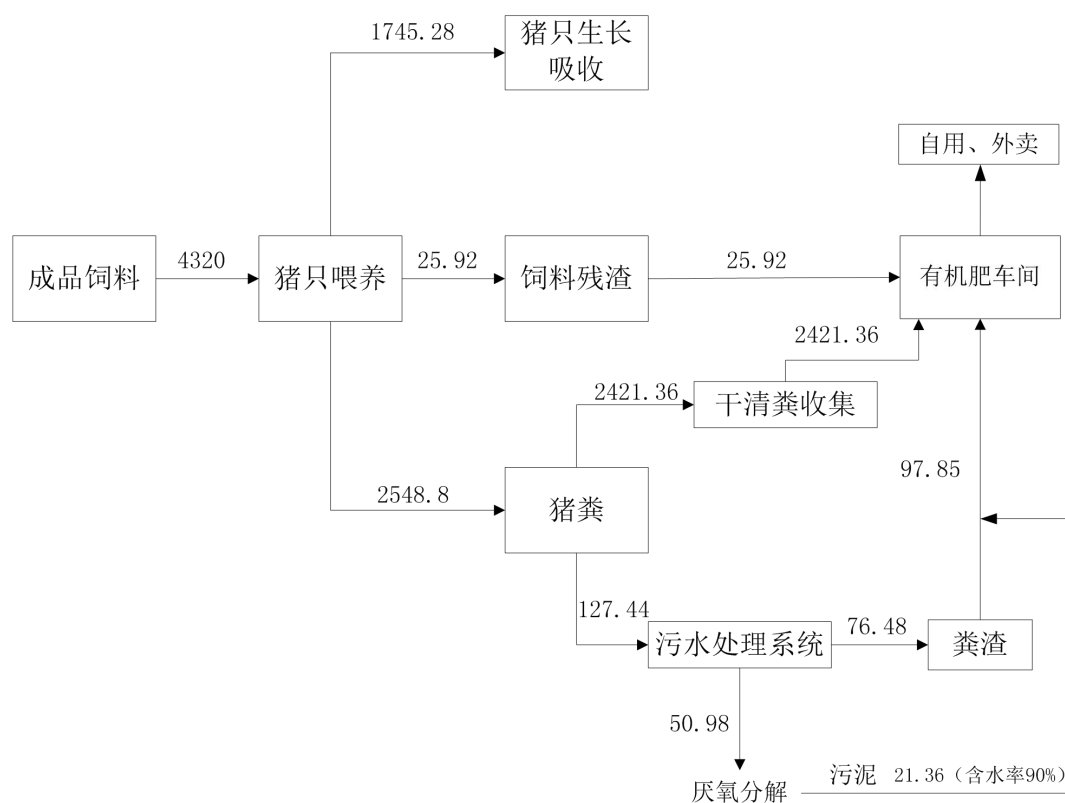 1745.28
猪只生长
吸收
自用、外卖
成品饲料
4320
猪只喂养
25.92
饲料残渣
25.92
有机肥车间
2421.36
2421.36
干清粪收集
97.85
2548.8
猪粪
127.44
污水处理系统
76.48
粪渣
50.98
厌氧分解
污泥 21.36（含水率90%）